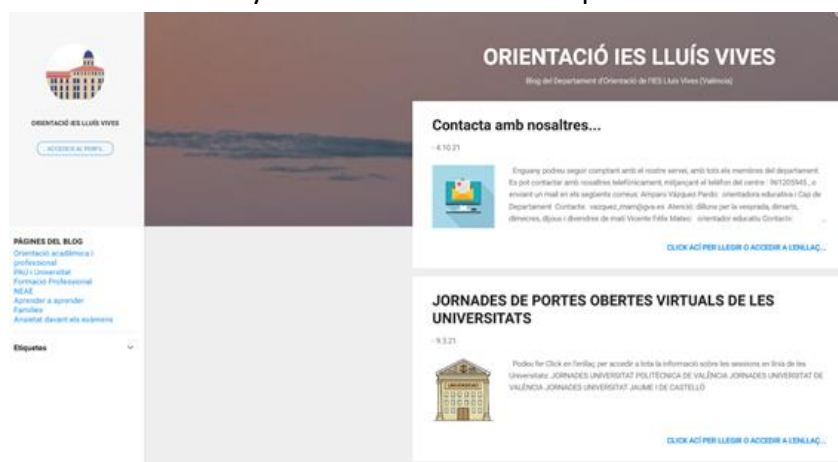 ORIENTACIÓ IES LLUÍS VIVES
ACCEDEIX AL PERFIL
PÀGINES DEL BLOG
Orientació acadèmica i
professional
PAU i Universitat
Formació Professional
NEAE
Aprender a aprender
Famílies
Ansietat davant els exàmens
Etiquetes
ORIENTACIÓ IES LLUÍS VIVES
Blog del Departament d'Orientació de l'IES Lluís Vives (València)
Contacta amb nosaltres...
- 4.10.21
Enguany podreu seguir comptant amb el nostre servei, amb tots els membres del departament.
Es pot contactar amb nosaltres telefònicament, mitjançant el telèfon del centre : 961205945 , o
enviant un mail en els següents correus: Amparo Vázquez Pardo: orientadora educativa i Cap de
Departament Contacte: vazquez_mam@gva.es Atenció: dilluns per la vesprada, dimarts,
dimecres, dijous i divendres de matí Vicente Félix Mateo: orientador educatiu Contacte:
CLICK ACÍ PER LLEGIR O ACCEDIR A L'ENLLAÇ...
JORNADES DE PORTES OBERTES VIRTUALS DE LES
UNIVERSITATS
- 9.3.21
UNIVERSITAT
Podeu fer Click en l'enllaç per accedir a tota la informació sobre les sessions en línia de les
Universitats: JORNADES UNIVERSITAT POLITÈCNICA DE VALÈNCIA JORNADES UNIVERSITAT DE
VALÈNCIA JORNADES UNIVERSITAT JAUME I DE CASTELLÓ
CLICK ACÍ PER LLEGIR O ACCEDIR A L'ENLLAÇ...